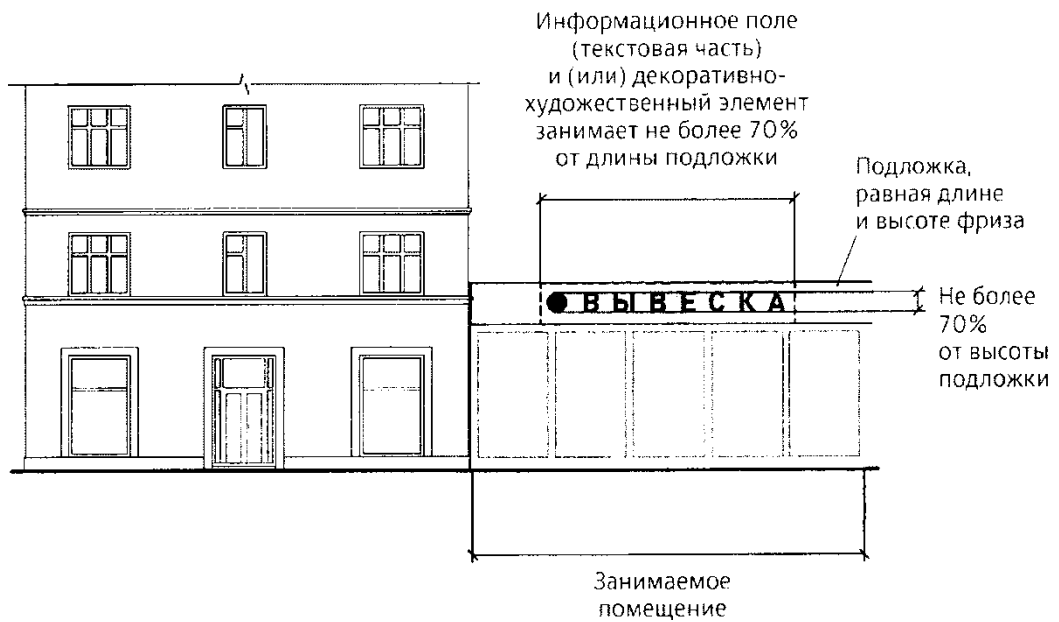 Информационное поле
(текстовая часть)
и (или) декоративно-
художественный элемент
занимает не более 70%
от длины подложки
Подложка,
равная длине
и высоте фриза
ВЫВЕСКА
Не более
70%
от высоты
подложки
Занимаемое
помещение